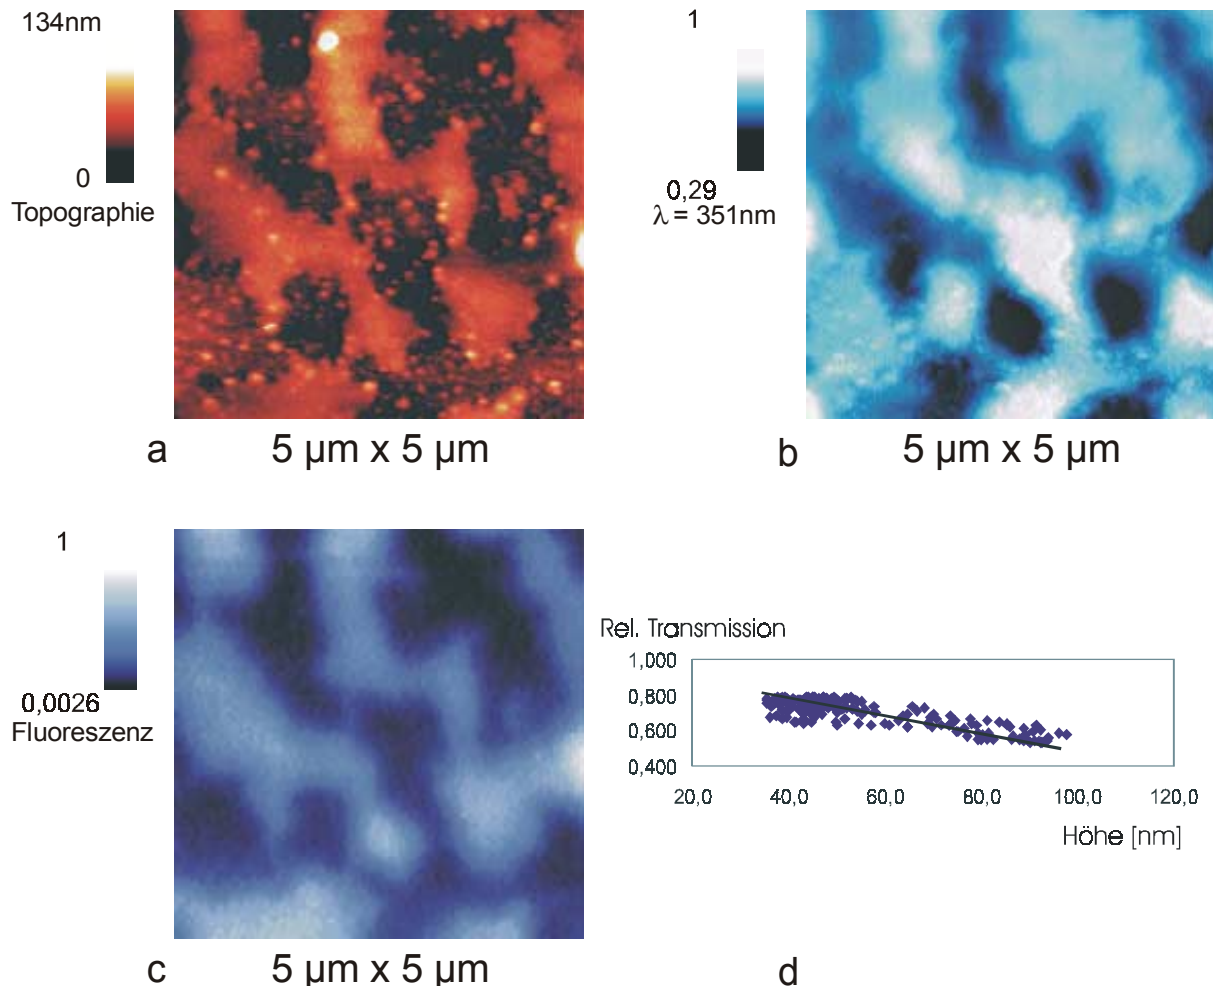 134nm
0
Topographie
a
5 µm x 5 µm
1
0,29
λ = 351nm
b
5 µm x 5 µm
1
0,0026
Fluoreszenz
c
5 µm x 5 µm
Rel. Transmission
1,000
0,800
0,600
0,400
20,0 40,0 60,0 80,0 100,0 120,0
Höhe [nm]
d